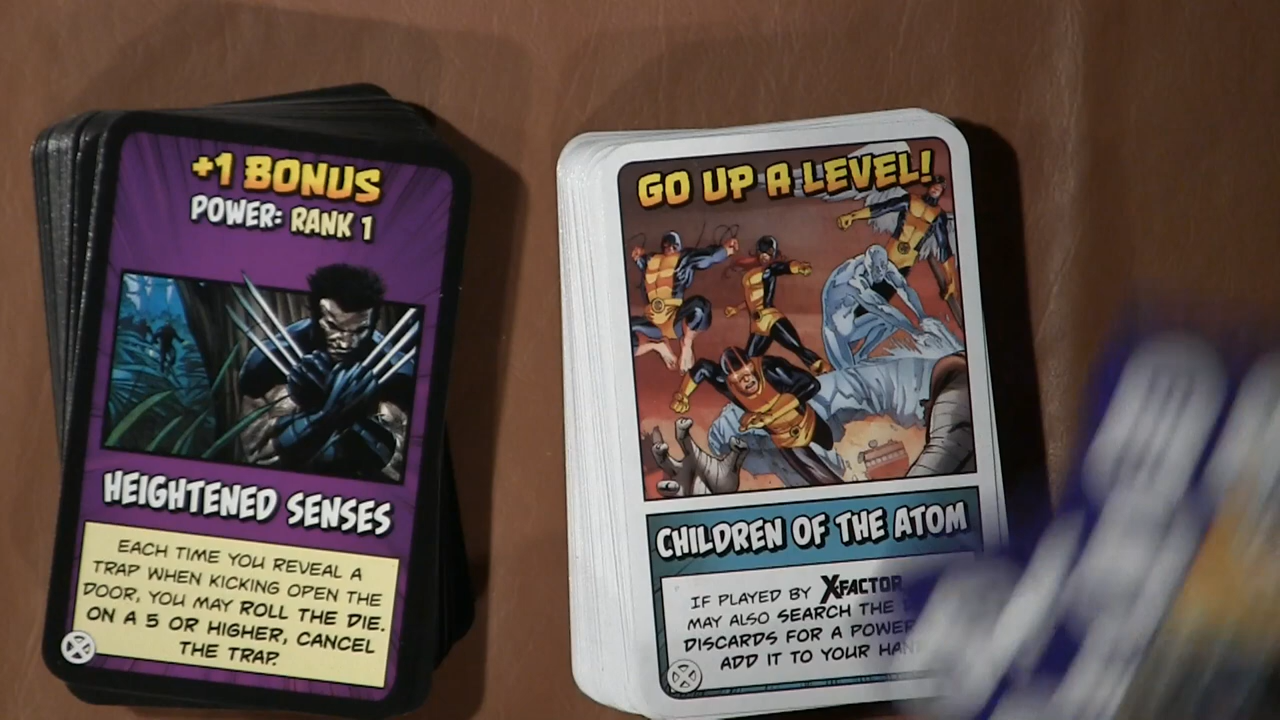 +1 BONUS
POWER: RANK 1
HEIGHTENED SENSES
EACH TIME YOU REVEAL A
TRAP WHEN KICKING OPEN THE
DOOR, YOU MAY ROLL THE DIE.
ON A 5 OR HIGHER, CANCEL
THE TRAP.
GO UP A LEVEL!
CHILDREN OF THE ATOM
IF PLAYED BY X-FACTOR
MAY ALSO SEARCH THE
DISCARDS FOR A POWER
ADD IT TO YOUR